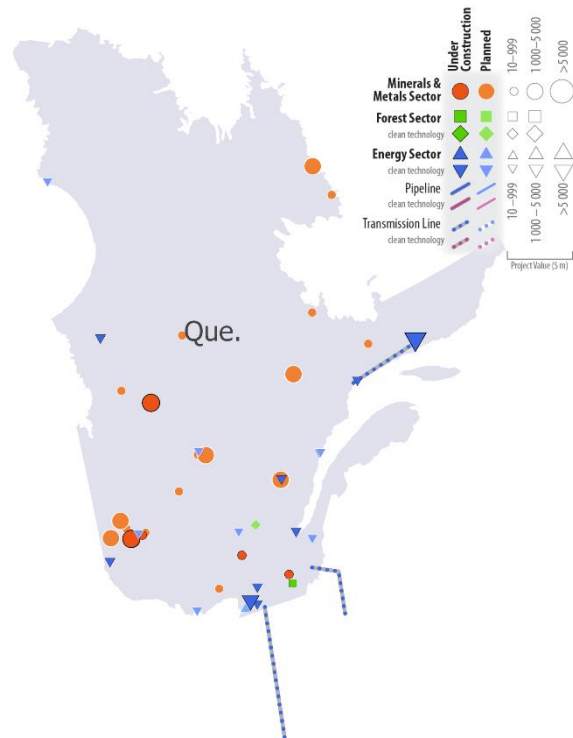 Under
Construction
Planned
10–999
1 000–5 000
>5 000
Minerals &
Metals Sector
Forest Sector
clean technology
Energy Sector
clean technology
Pipeline
clean technology
Transmission Line
clean technology
10–999
1 000–5 000
>5 000
Project Value ($ m)
Que.